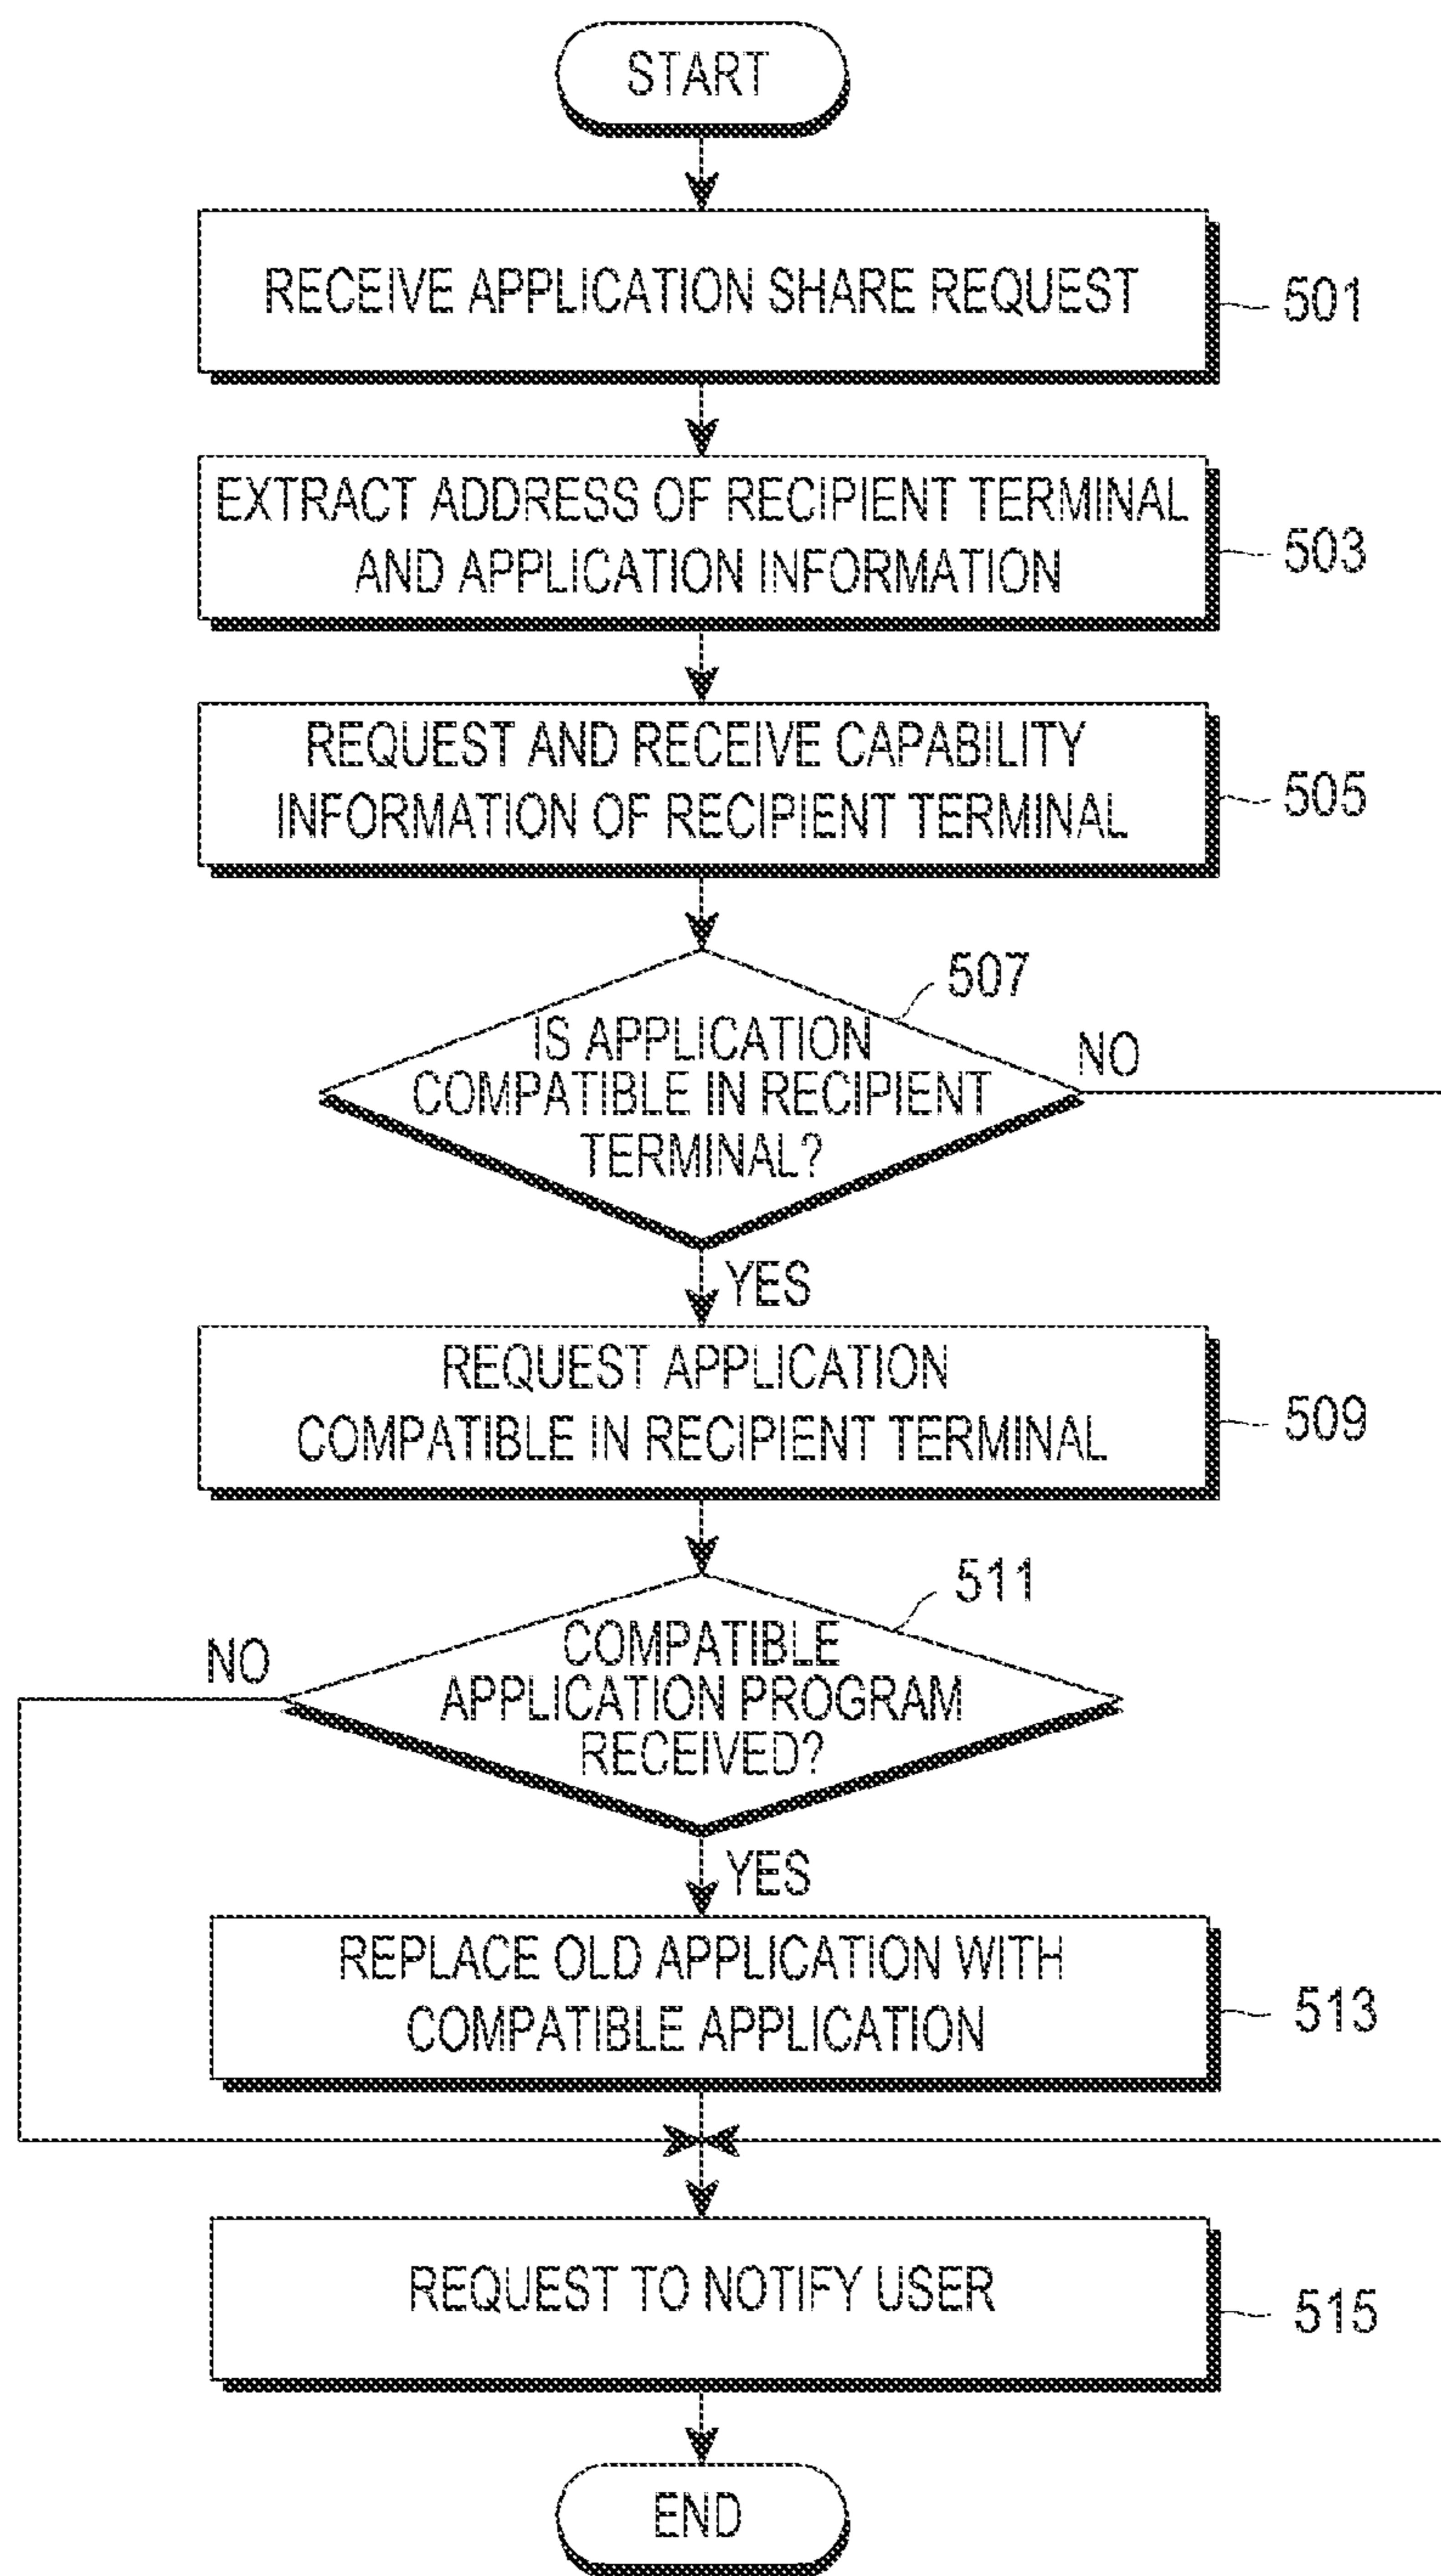 START
RECEIVE APPLICATION SHARE REQUEST
501
EXTRACT ADDRESS OF RECIPIENT TERMINAL
AND APPLICATION INFORMATION
503
REQUEST AND RECEIVE CAPABILITY
INFORMATION OF RECIPIENT TERMINAL
505
507
IS APPLICATION
COMPATIBLE IN RECIPIENT
TERMINAL?
NO
YES
REQUEST APPLICATION
COMPATIBLE IN RECIPIENT TERMINAL
509
511
COMPATIBLE
APPLICATION PROGRAM
RECEIVED?
NO
YES
REPLACE OLD APPLICATION WITH
COMPATIBLE APPLICATION
513
REQUEST TO NOTIFY USER
515
END